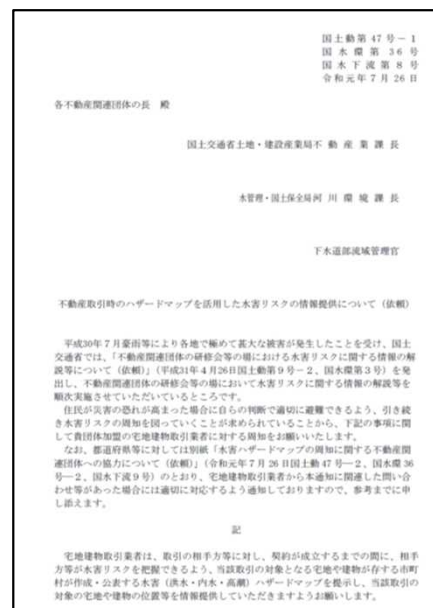 国土動第47号－1
国水環第36号
国水下流第8号
令和元年7月26日
各不動産関連団体の長　殿
国土交通省土地・建設産業局不動産業課長
水管理・国土保全局河川環境課長
下水道部流域管理官
不動産取引時のハザードマップを活用した水害リスクの情報提供について（依頼）
平成30年7月豪雨等により各地で極めて甚大な被害が発生したことを受け、国土
交通省では、「不動産関連団体の研修会等の場における水害リスクに関する情報の解
説等について（依頼）」（平成31年4月26日国土動第9号－2、国水環第3号）を発
出し、不動産関連団体の研修会等の場において水害リスクに関する情報の解説等を
順次実施させていただいているところです。
住民が災害の恐れが高まった場合に自らの判断で適切に避難できるよう、引き続
き水害リスクの周知を図っていくことが求められていることから、下記の事項に関
して貴団体加盟の宅地建物取引業者に対する周知をお願いいたします。
なお、都道府県等に対しては別紙「水害ハザードマップの周知に関する不動産関
連団体への協力について（依頼）」（令和元年7月26日国土動47号―2、国水環36
号―2、国水下流9号）のとおり、宅地建物取引業者から本通知に関連した問い合
わせ等があった場合には適切に対応するよう通知しておりますので、参考までに申
し添えます。
記
宅地建物取引業者は、取引の相手方等に対し、契約が成立するまでの間に、相手
方等が水害リスクを把握できるよう、当該取引の対象となる宅地や建物が存する市町
村が作成・公表する水害（洪水・内水・高潮）ハザードマップを提示し、当該取引の
対象の宅地や建物の位置等を情報提供していただきますようお願いします。